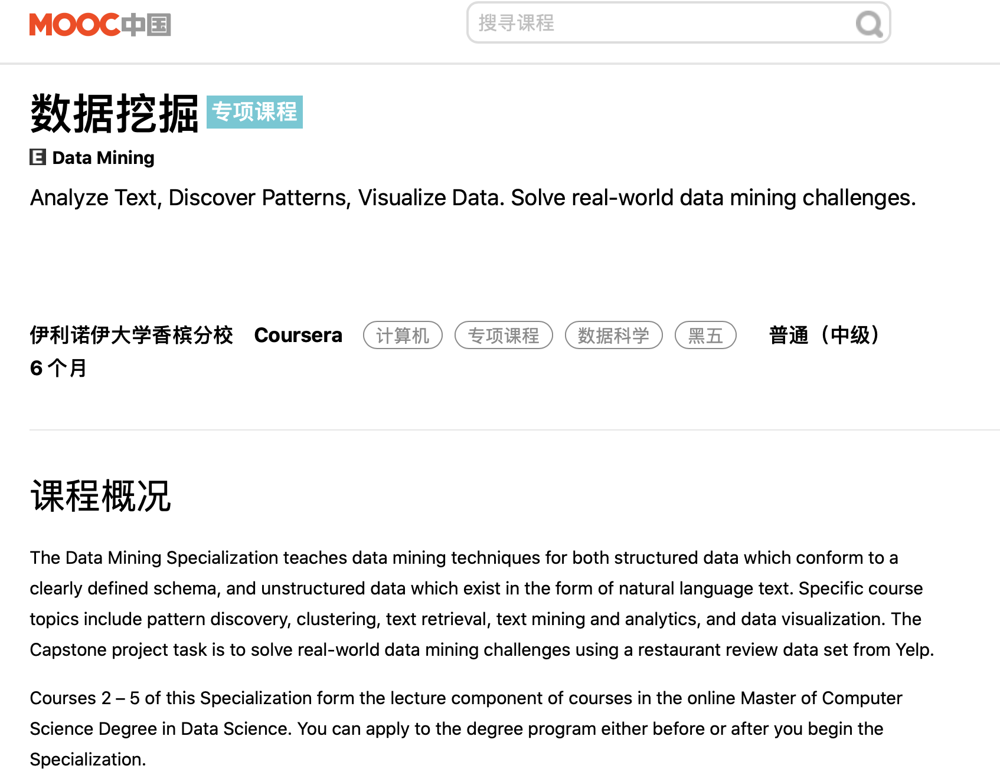 MOOC中国
搜寻课程
数据挖掘 专项课程
E Data Mining
Analyze Text, Discover Patterns, Visualize Data. Solve real-world data mining challenges.
伊利诺伊大学香槟分校 Coursera 计算机 专项课程 数据科学 黑五 普通（中级）
6 个月
课程概况
The Data Mining Specialization teaches data mining techniques for both structured data which conform to a
clearly defined schema, and unstructured data which exist in the form of natural language text. Specific course
topics include pattern discovery, clustering, text retrieval, text mining and analytics, and data visualization. The
Capstone project task is to solve real-world data mining challenges using a restaurant review data set from Yelp.
Courses 2 – 5 of this Specialization form the lecture component of courses in the online Master of Computer
Science Degree in Data Science. You can apply to the degree program either before or after you begin the
Specialization.